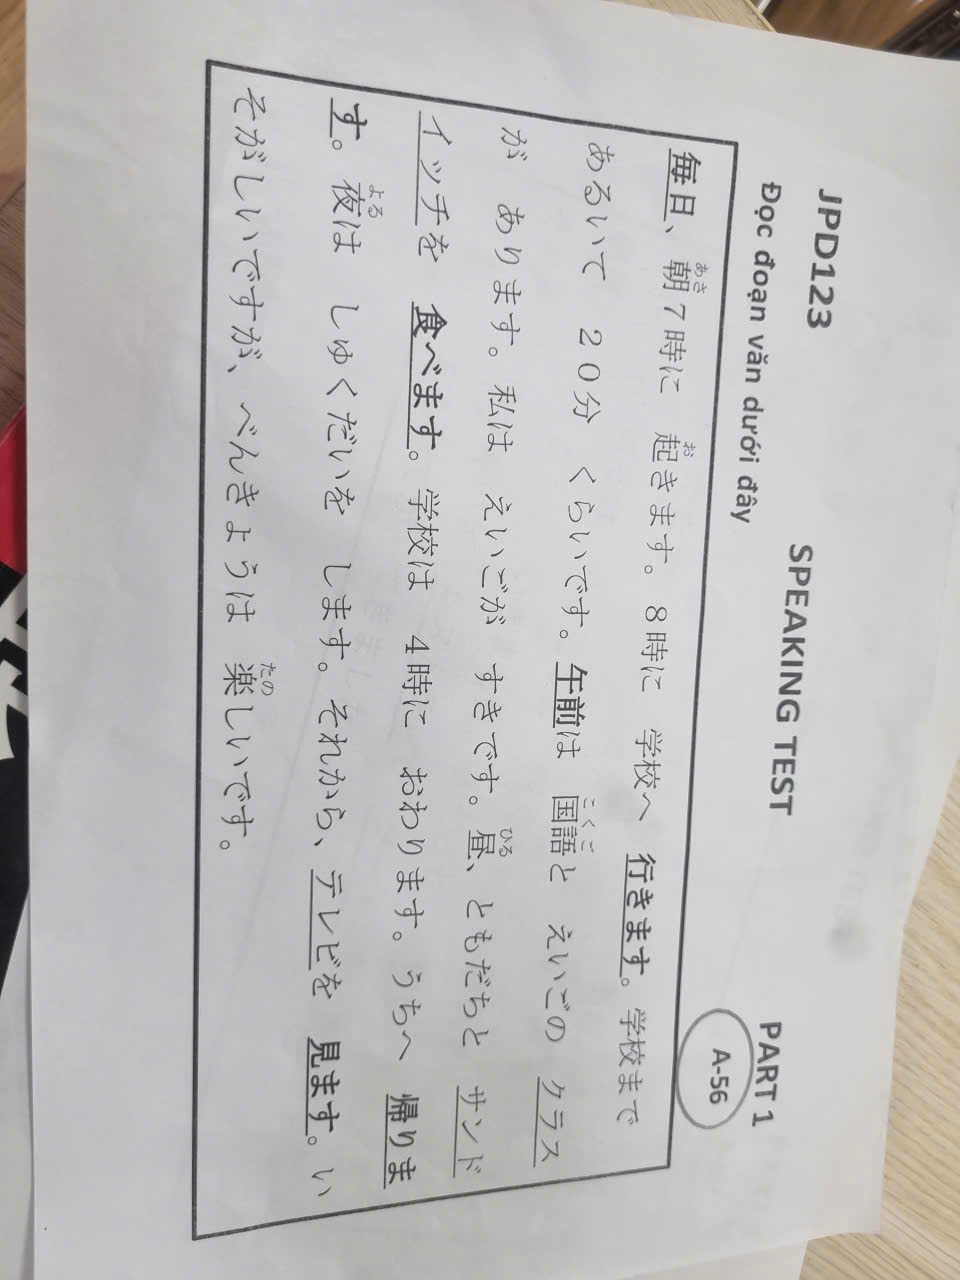 JPD123 SPEAKING TEST PART 1
A-56
Đọc đoạn văn dưới đây
毎日、朝7時に 起きます。8時に 学校へ 行きます。学校まで
あるいて 20分 くらいです。午前は 国語と えいごの クラス
が あります。私は えいごが すきです。昼、ともだちと サンド
イッチを 食べます。学校は 4時に おわります。うちへ 帰りま
す。夜は しゅくだいを します。それから、テレビを 見ます。い
そがしいですが、べんきょうは 楽しいです。